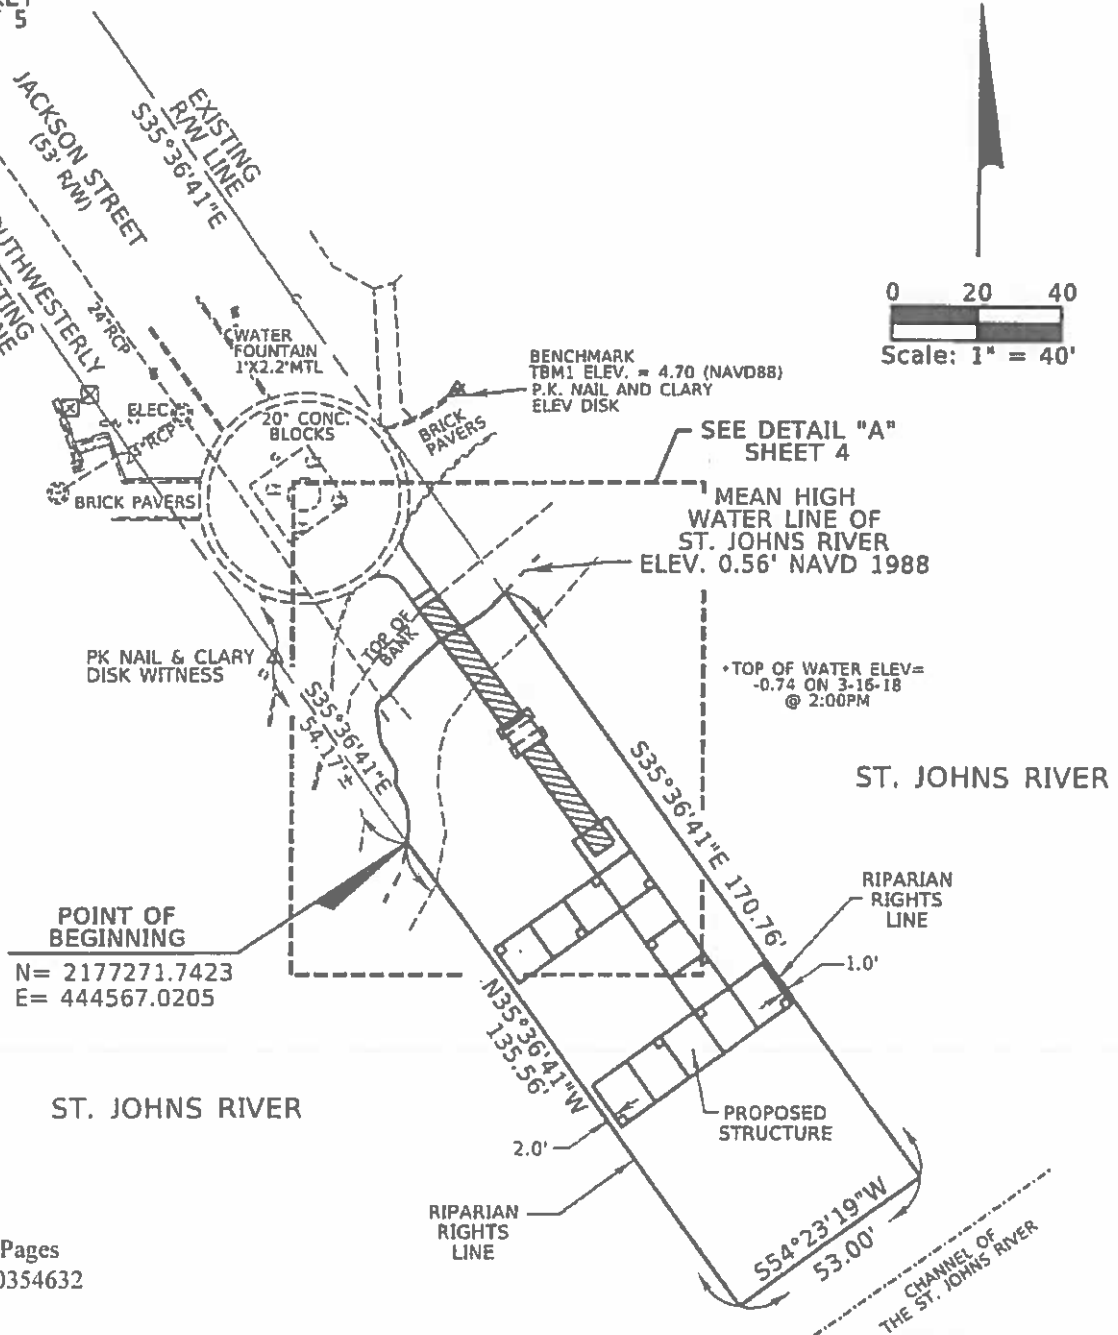 5
JACKSON STREET
(53' R/W)
EXISTING
R/W LINE
S35°36'41"E
24"RCP
WATER
FOUNTAIN
1'X2.2'MTL
0 20 40
Scale: 1" = 40'
BENCHMARK
TBM1 ELEV. = 4.70 (NAVD88)
P.K. NAIL AND CLARY
ELEV DISK
ELEC
20" CONC.
BLOCKS
BRICK
PAVERS
BRICK PAVERS
SEE DETAIL "A"
SHEET 4
MEAN HIGH
WATER LINE OF
ST. JOHNS RIVER
ELEV. 0.56' NAVD 1988
TOP OF
BANK
PK NAIL & CLARY
DISK WITNESS
TOP OF WATER ELEV=
-0.74 ON 3-16-18
@ 2:00PM
S35°36'41"E
54.17'±
S35°36'41"E 170.76'
ST. JOHNS RIVER
RIPARIAN
RIGHTS
LINE
1.0'
POINT OF
BEGINNING
N= 2177271.7423
E= 444567.0205
N35°36'41"W
135.56'
ST. JOHNS RIVER
PROPOSED
STRUCTURE
2.0'
RIPARIAN
RIGHTS
LINE
S54°23'19"W
53.00'
CHANNEL OF
THE ST. JOHNS RIVER
Pages
0354632